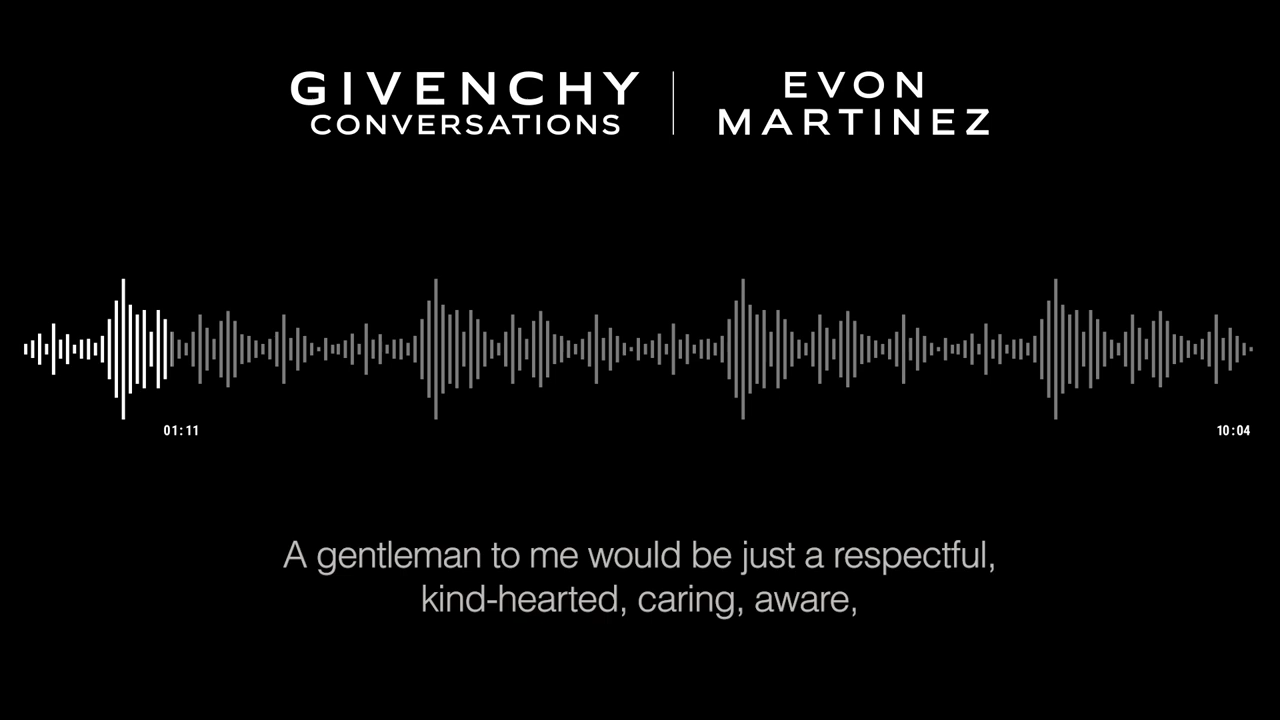 GIVENCHY
CONVERSATIONS
EVON
MARTINEZ
01:11
10:04
A gentleman to me would be just a respectful,
kind-hearted, caring, aware,